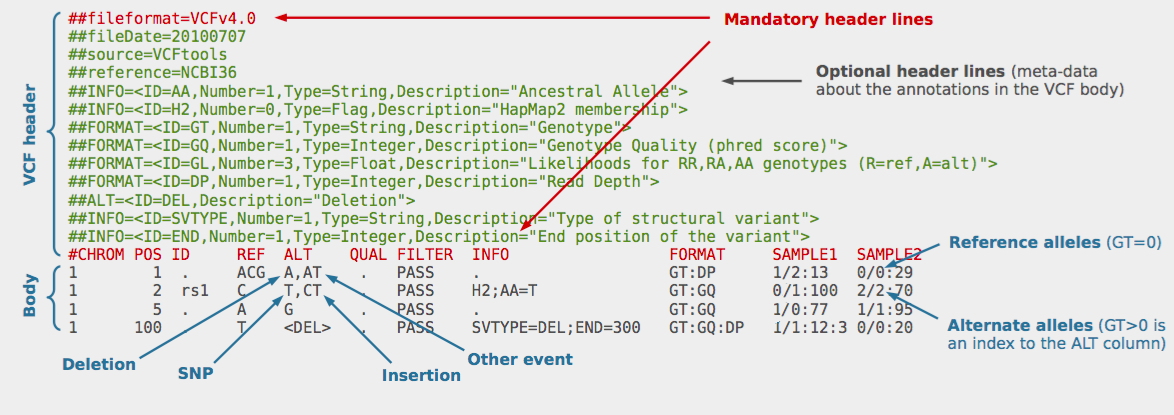 ##fileformat=VCFv4.0
Mandatory header lines
##fileDate=20100707
##source=VCFtools
##reference=NCBI36
Optional header lines (meta-data
about the annotations in the VCF body)
##INFO=<ID=AA,Number=1,Type=String,Description="Ancestral Allele">
##INFO=<ID=H2,Number=0,Type=Flag,Description="HapMap2 membership">
##FORMAT=<ID=GT,Number=1,Type=String,Description="Genotype">
##FORMAT=<ID=GQ,Number=1,Type=Integer,Description="Genotype Quality (phred score)">
##FORMAT=<ID=GL,Number=3,Type=Float,Description="Likelihoods for RR,RA,AA genotypes (R=ref,A=alt)">
##FORMAT=<ID=DP,Number=1,Type=Integer,Description="Read Depth">
##ALT=<ID=DEL,Description="Deletion">
##INFO=<ID=SVTYPE,Number=1,Type=String,Description="Type of structural variant">
##INFO=<ID=END,Number=1,Type=Integer,Description="End position of the variant">
VCF header
#CHROM POS ID REF ALT QUAL FILTER INFO FORMAT SAMPLE1 SAMPLE2
1 1 . ACG A,AT . PASS . GT:DP 1/2:13 0/0:29
1 2 rs1 C T,CT . PASS H2;AA=T GT:GQ 0/1:100 2/2:70
1 5 . A G . PASS . GT:GQ 1/0:77 1/1:95
1 100 T <DEL> . PASS SVTYPE=DEL;END=300 GT:GQ:DP 1/1:12:3 0/0:20
Body
Reference alleles (GT=0)
Alternate alleles (GT>0 is
an index to the ALT column)
Deletion
SNP
Insertion
Other event